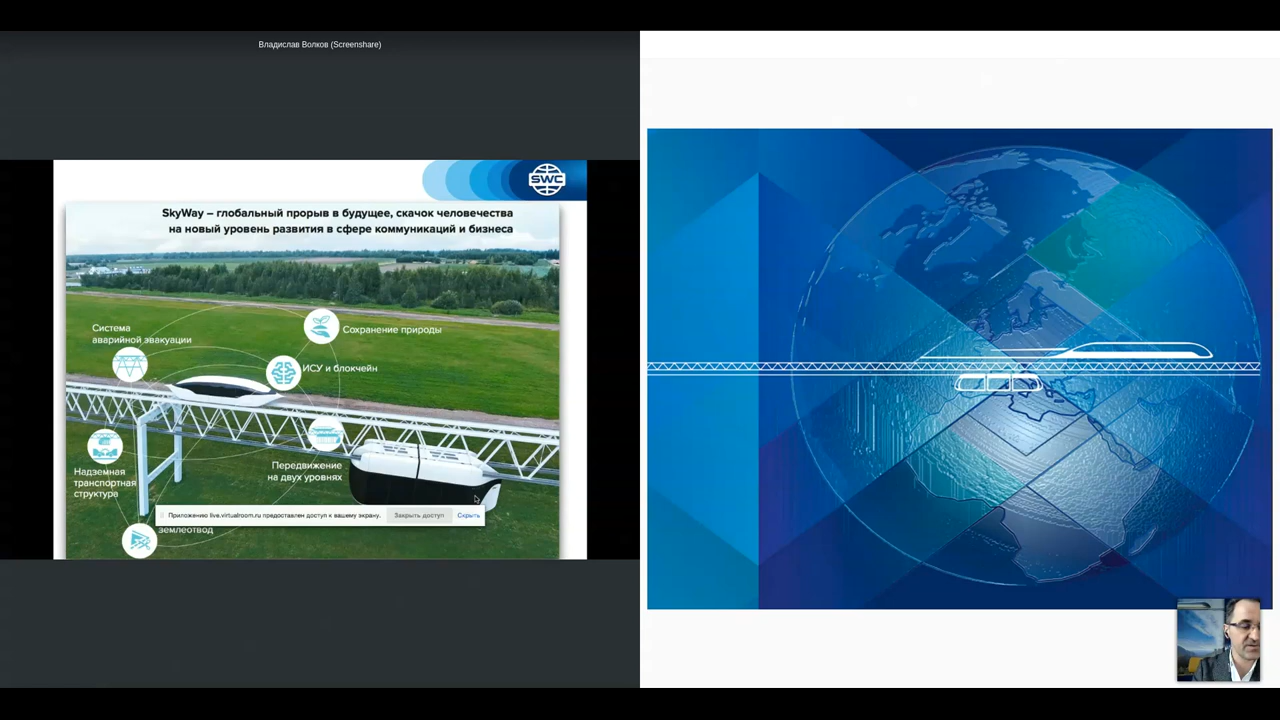 Владислав Волков (Screenshare)
SWC
SkyWay – глобальный прорыв в будущее, скачок человечества
на новый уровень развития в сфере коммуникаций и бизнеса
Система
аварийной эвакуации
Сохранение природы
ИСУ и блокчейн
Передвижение
на двух уровнях
Надземная
транспортная
структура
Приложению live.virtualroom.ru предоставлен доступ к вашему экрану.
Закрыть доступ
Скрыть
землеотвод